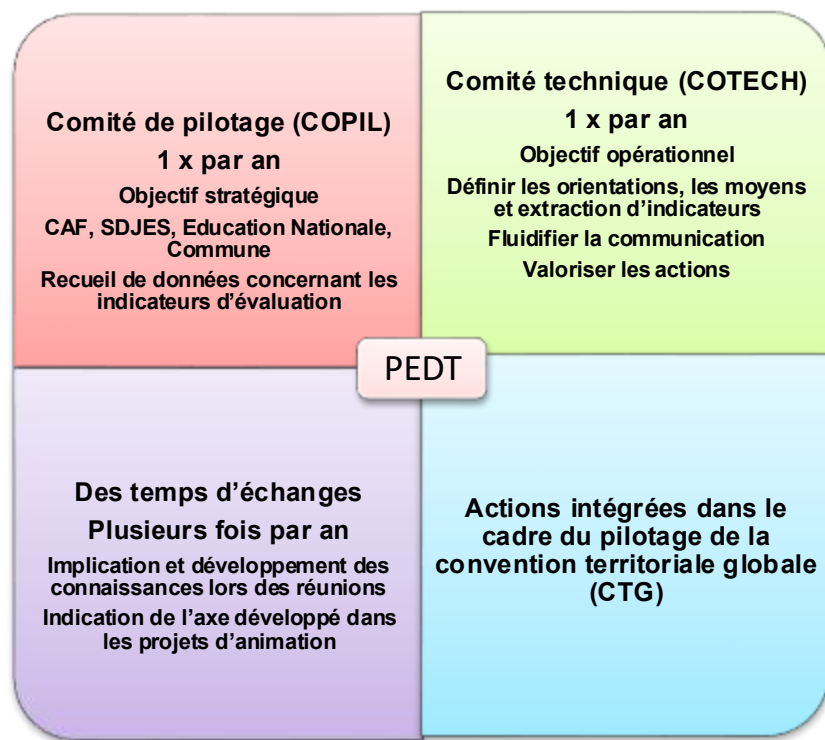 Comité de pilotage (COPIL)
1 x par an
Objectif stratégique
CAF, SDJES, Education Nationale,
Commune
Recueil de données concernant les
indicateurs d'évaluation
Comité technique (COTECH)
1 x par an
Objectif opérationnel
Définir les orientations, les moyens
et extraction d'indicateurs
Fluidifier la communication
Valoriser les actions
PEDT
Des temps d'échanges
Plusieurs fois par an
Implication et développement des
connaissances lors des réunions
Indication de l'axe développé dans
les projets d'animation
Actions intégrées dans le
cadre du pilotage de la
convention territoriale globale
(CTG)